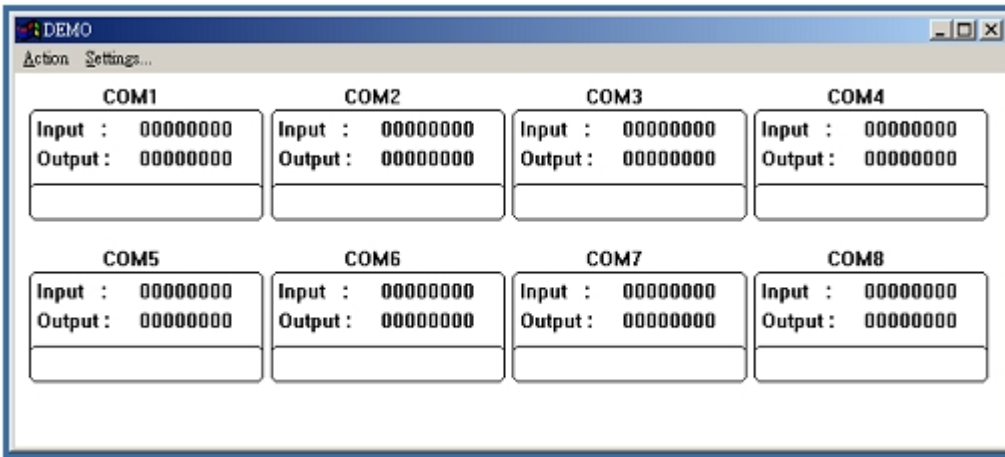 DEMO
Action Settings...
COM1 COM2 COM3 COM4
Input : 00000000 Input : 00000000 Input : 00000000 Input : 00000000
Output : 00000000 Output : 00000000 Output : 00000000 Output : 00000000
COM5 COM6 COM7 COM8
Input : 00000000 Input : 00000000 Input : 00000000 Input : 00000000
Output : 00000000 Output : 00000000 Output : 00000000 Output : 00000000